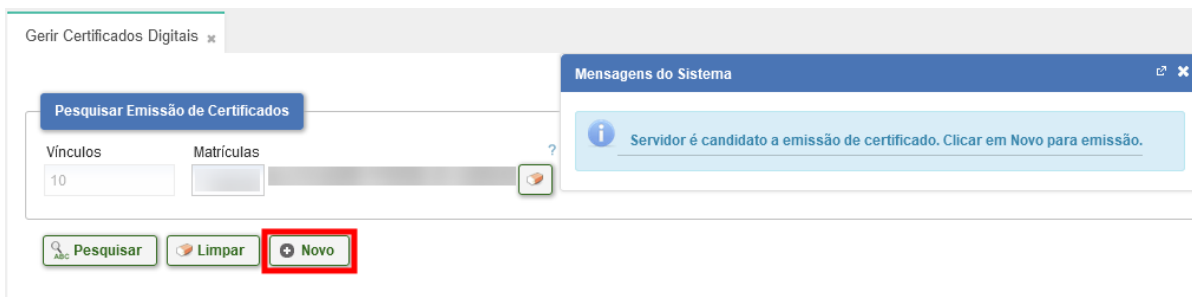 Gerir Certificados Digitais
Mensagens do Sistema
Pesquisar Emissão de Certificados
Servidor é candidato a emissão de certificado. Clicar em Novo para emissão.
Vínculos Matrículas ?
10
Pesquisar Limpar Novo